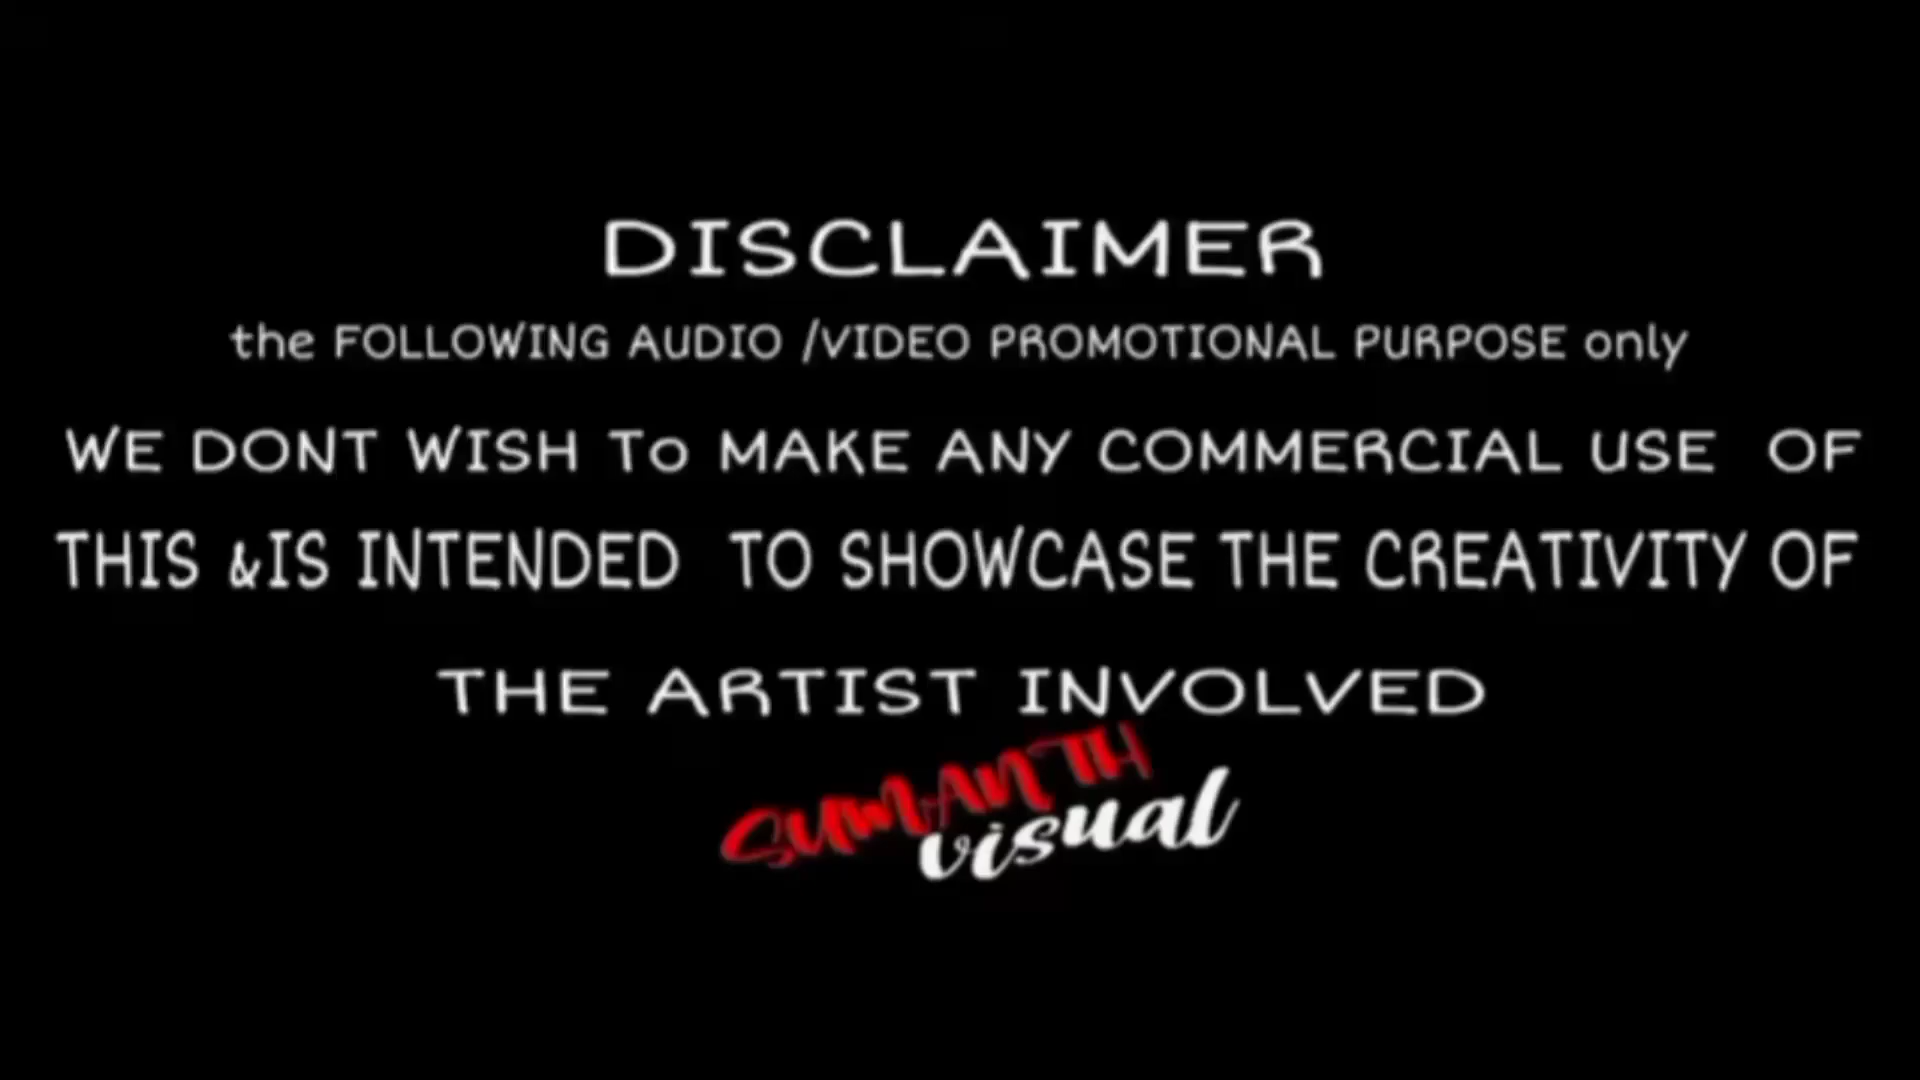 DISCLAIMER
the FOLLOWING AUDIO /VIDEO PROMOTIONAL PURPOSE only
WE DONT WISH To MAKE ANY COMMERCIAL USE OF
THIS &IS INTENDED TO SHOWCASE THE CREATIVITY OF
THE ARTIST INVOLVED
SUMANTH
visual